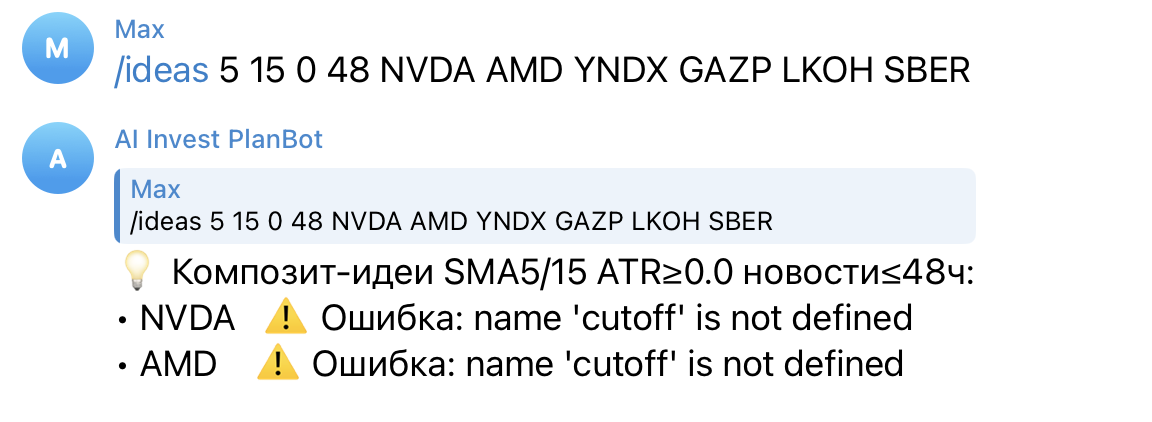 M
Max
/ideas 5 15 0 48 NVDA AMD YNDX GAZP LKOH SBER
A
AI Invest PlanBot
Max
/ideas 5 15 0 48 NVDA AMD YNDX GAZP LKOH SBER
💡 Композит-идеи SMA5/15 ATR≥0.0 новости≤48ч:
• NVDA ⚠️ Ошибка: name 'cutoff' is not defined
• AMD ⚠️ Ошибка: name 'cutoff' is not defined